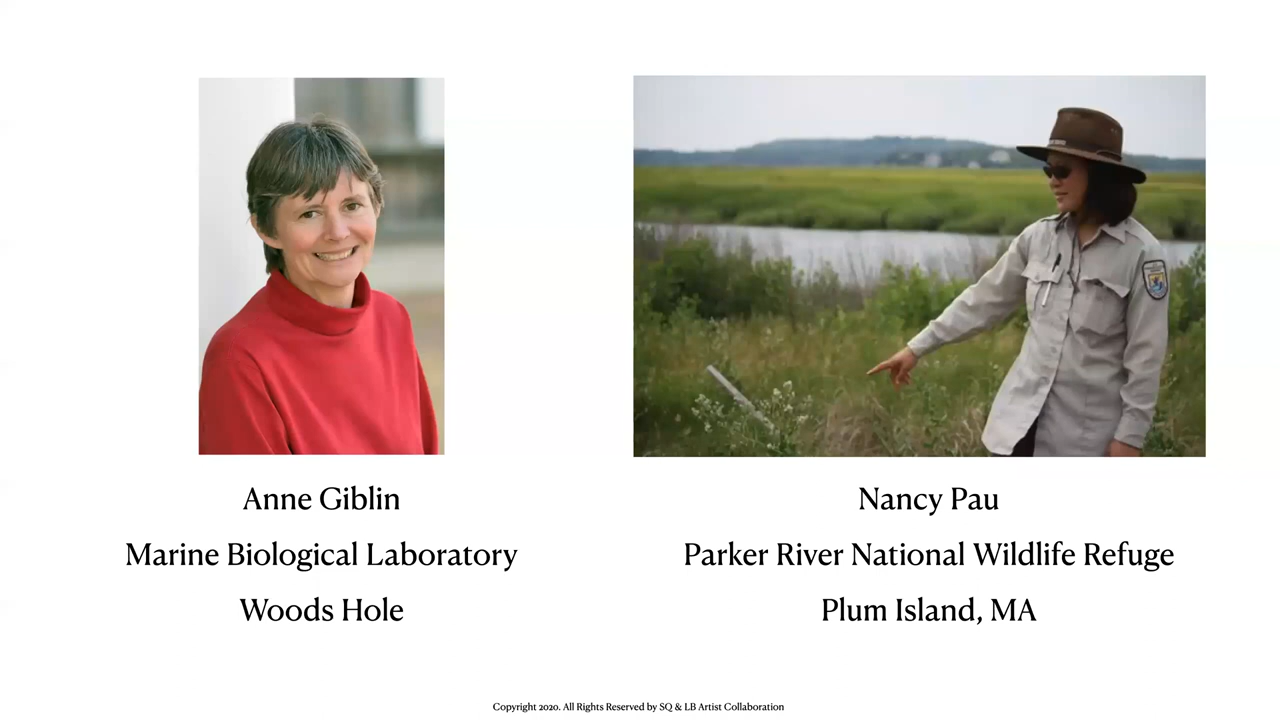 Anne Giblin
Marine Biological Laboratory
Woods Hole
Nancy Pau
Parker River National Wildlife Refuge
Plum Island, MA
Copyright 2020. All Rights Reserved by SQ & LB Artist Collaboration